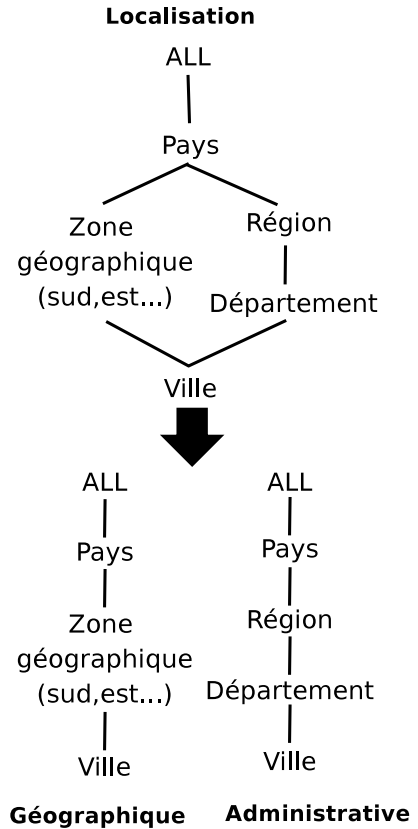 Localisation
ALL
Pays
Zone
géographique
(sud,est...)
Région
Département
Ville
ALL
Pays
Zone
géographique
(sud,est...)
Ville
Géographique
ALL
Pays
Région
Département
Ville
Administrative